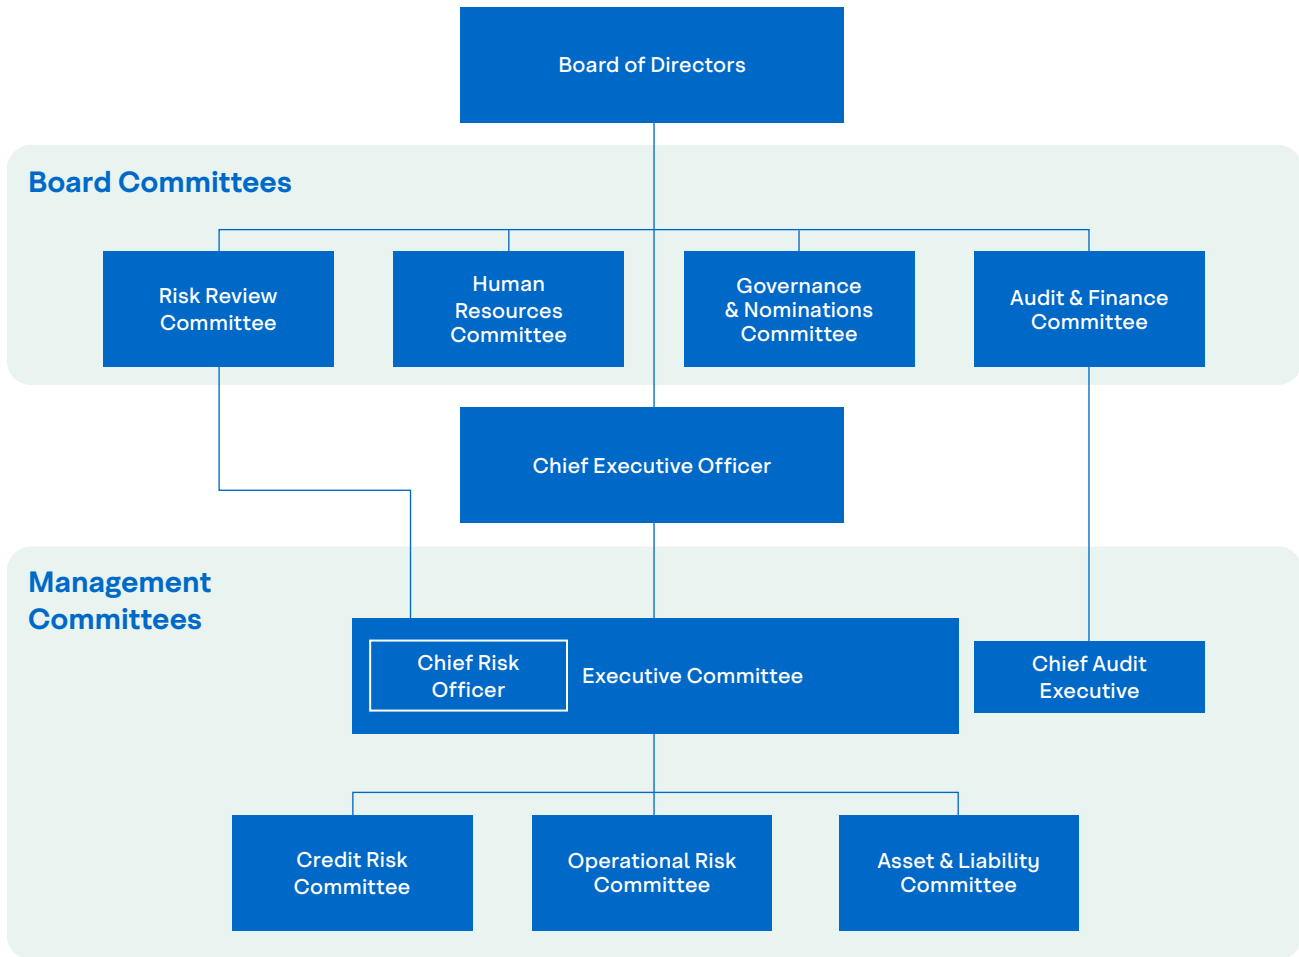 Board of Directors
Board Committees
Risk Review
Committee
Human
Resources
Committee
Governance
& Nominations
Committee
Audit & Finance
Committee
Chief Executive Officer
Management
Committees
Chief Risk
Officer
Executive Committee
Chief Audit
Executive
Credit Risk
Committee
Operational Risk
Committee
Asset & Liability
Committee